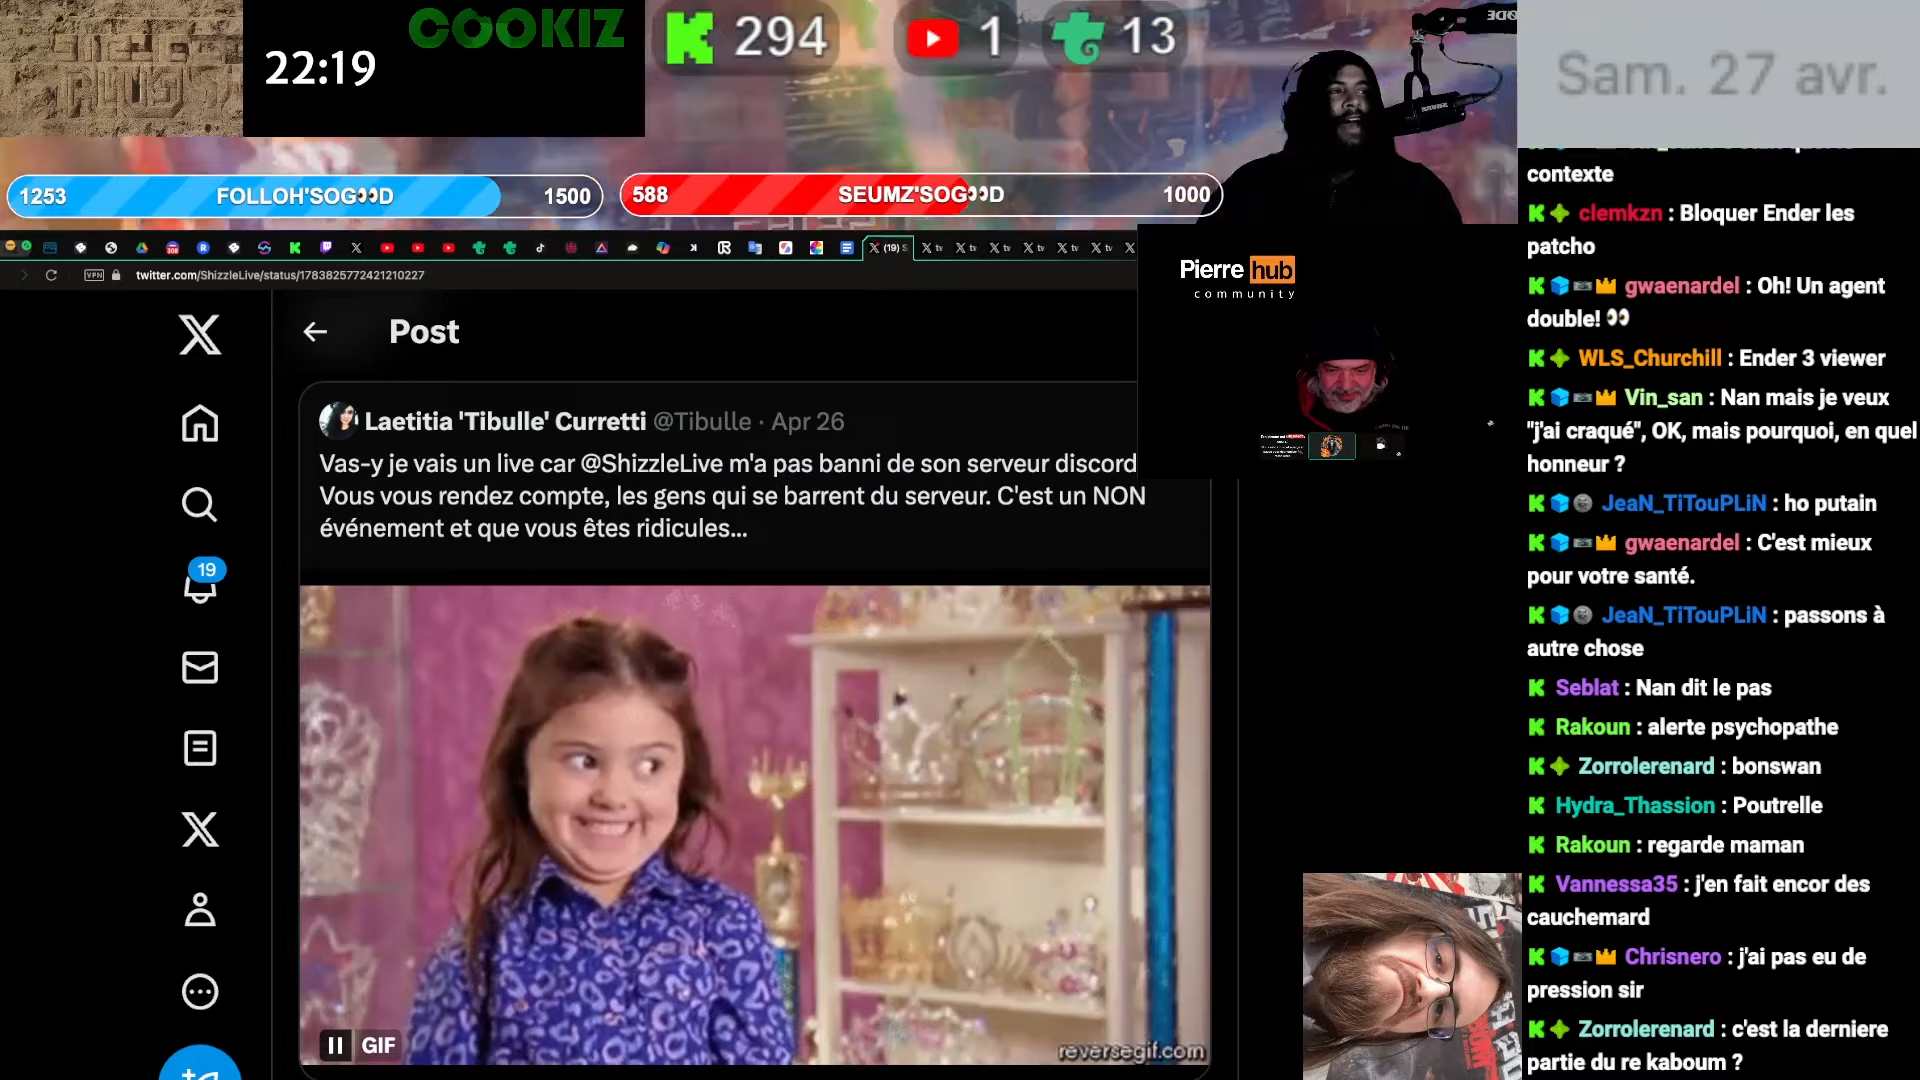 COOKIZ
22:19
294
1
13
Sam. 27 avr.
1253 FOLLOH'SOG👀D 1500
588 SEUMZ'SOG👀D 1000
twitter.com/ShizzleLive/status/1783825772421210227
VPN
Pierre hub
community
Post
Laetitia 'Tibulle' Curretti @Tibulle · Apr 26
Vas-y je vais un live car @ShizzleLive m'a pas banni de son serveur discord
Vous vous rendez compte, les gens qui se barrent du serveur. C'est un NON
événement et que vous êtes ridicules...
19
GIF
reversegif.com
contexte
clemkzn : Bloquer Ender les
patcho
gwaenardel : Oh! Un agent
double! 👀
WLS_Churchill : Ender 3 viewer
Vin_san : Nan mais je veux
"j'ai craqué", OK, mais pourquoi, en quel
honneur ?
JeaN_TiTouPLiN : ho putain
gwaenardel : C'est mieux
pour votre santé.
JeaN_TiTouPLiN : passons à
autre chose
Seblat : Nan dit le pas
Rakoun : alerte psychopathe
Zorrolerenard : bonswan
Hydra_Thassion : Poutrelle
Rakoun : regarde maman
Vannessa35 : j'en fait encor des
cauchemard
Chrisnero : j'ai pas eu de
pression sir
Zorrolerenard : c'est la derniere
partie du re kaboum ?